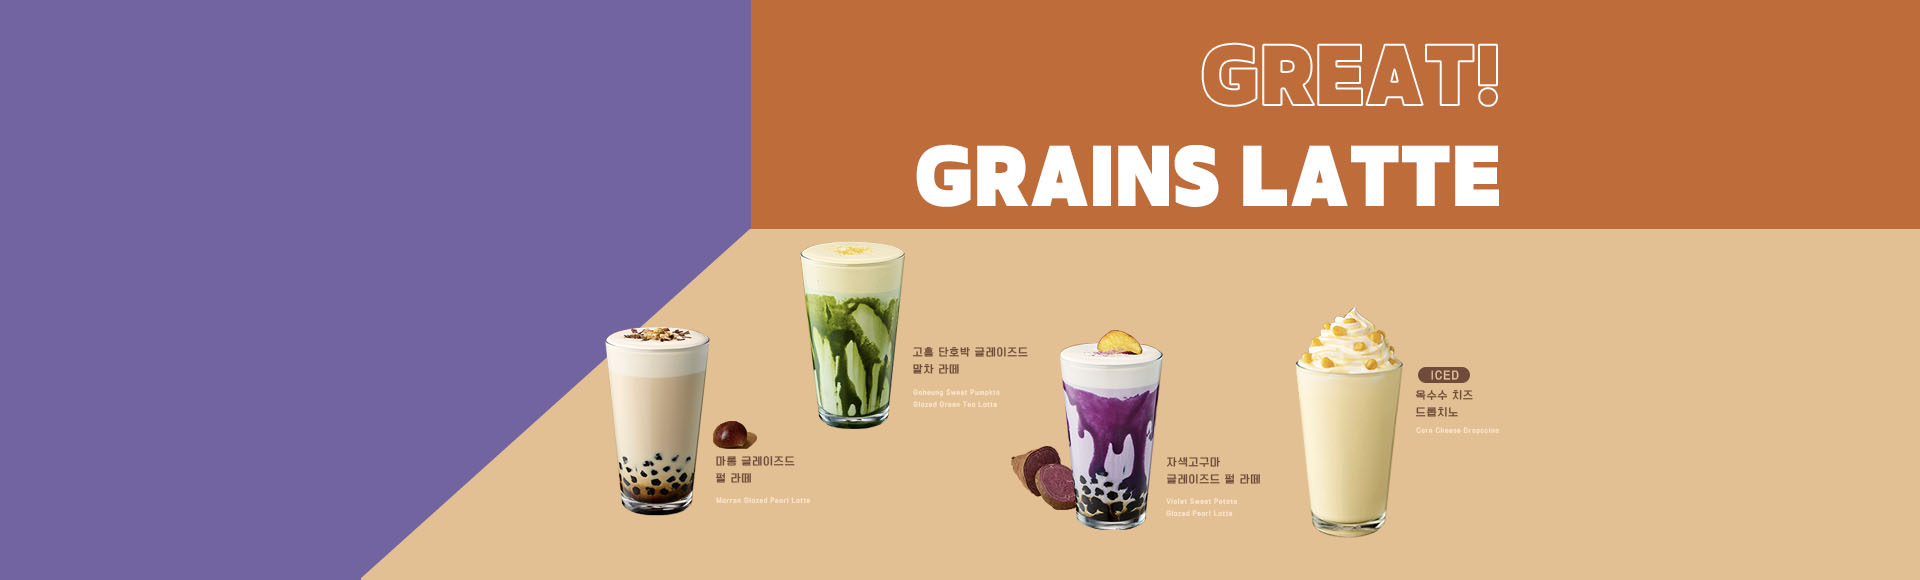 GREAT!
GRAINS LATTE
고흥 단호박 글레이즈드
말차 라떼
Goheung Sweet Pumpkin
Glazed Green Tea Latte
마롱 글레이즈드
펄 라떼
Marron Glazed Pearl Latte
자색고구마
글레이즈드 펄 라떼
Violet Sweet Potato
Glazed Pearl Latte
ICED
옥수수 치즈
드롭치노
Corn Cheese Dropccino